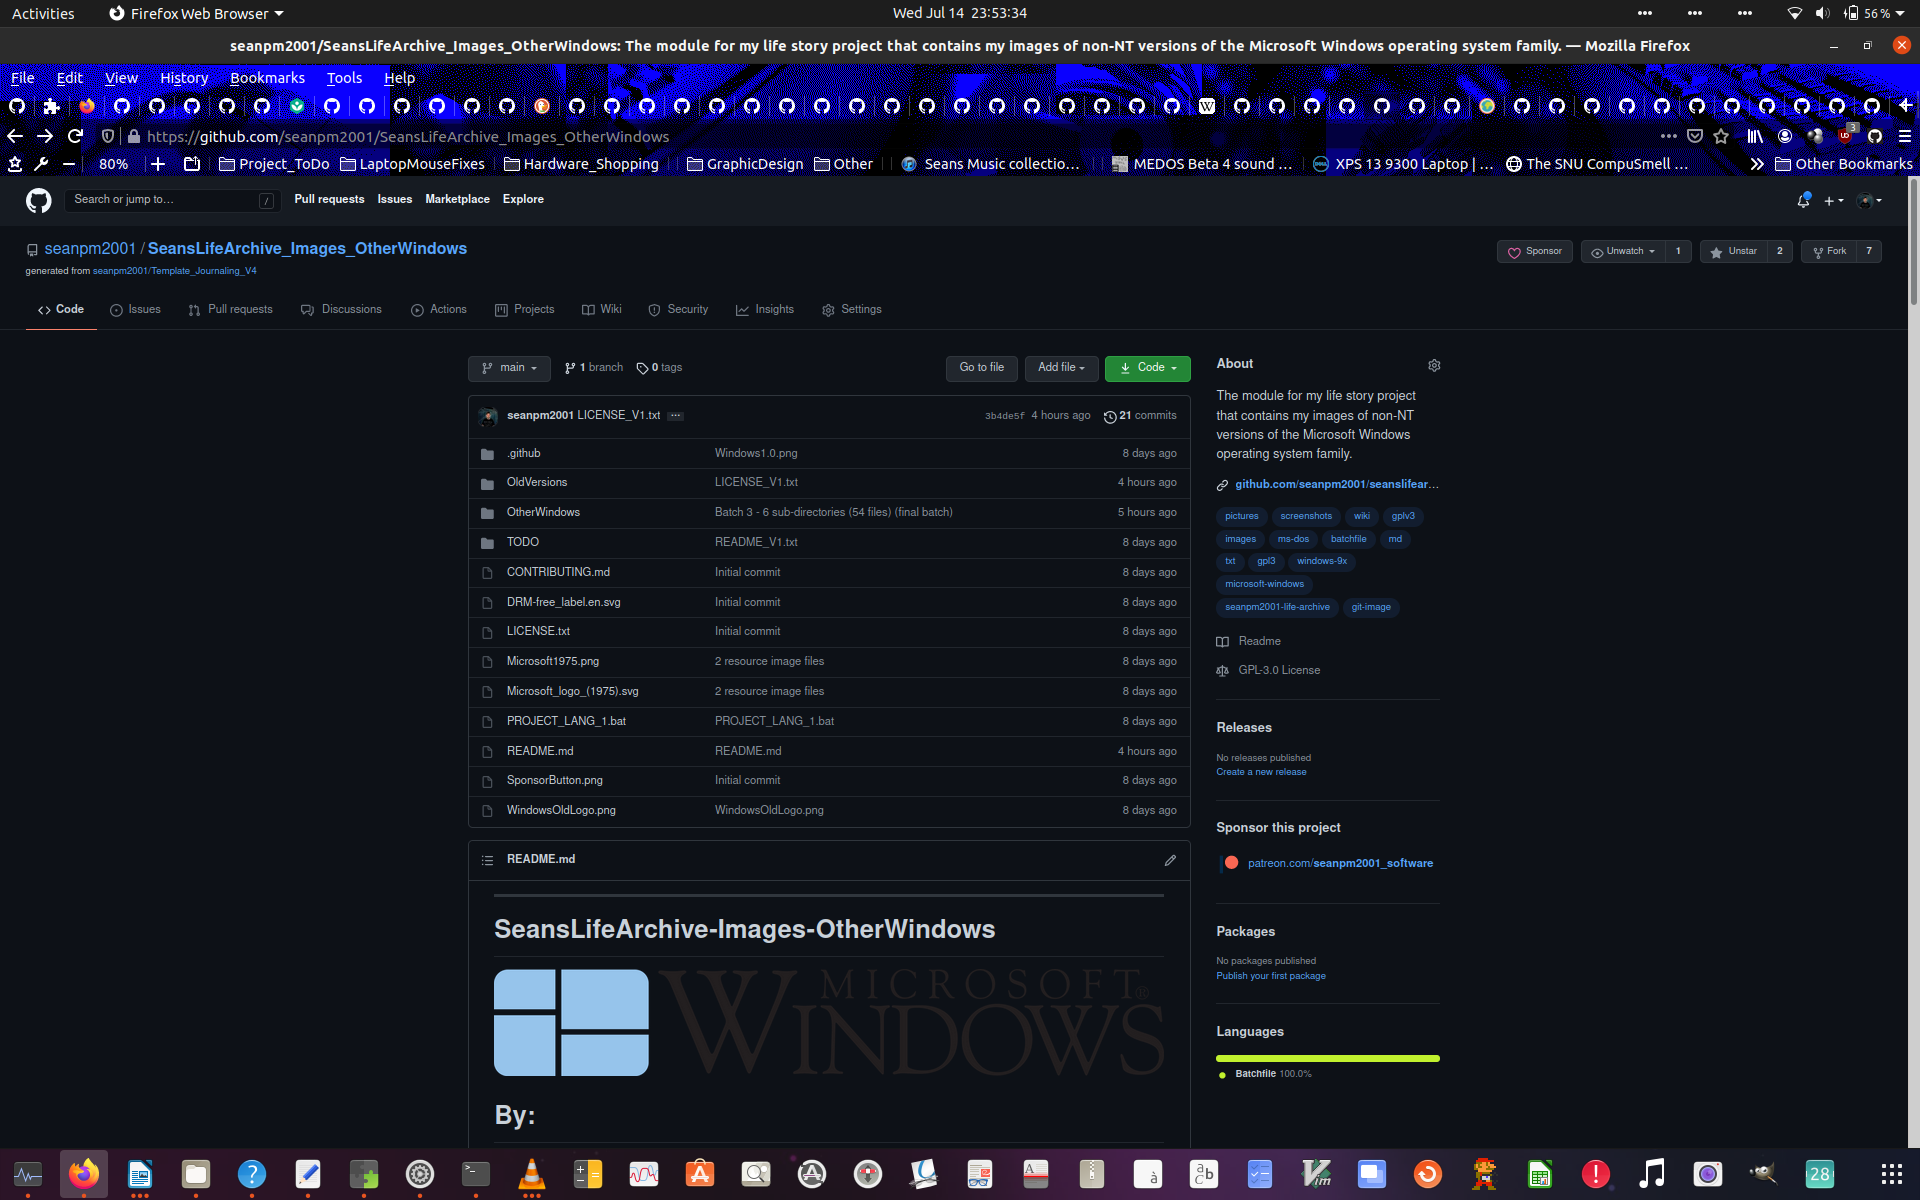 Activities Firefox Web Browser Wed Jul 14 23:53:34 56 %
seanpm2001/SeansLifeArchive_Images_OtherWindows: The module for my life story project that contains my images of non-NT versions of the Microsoft Windows operating system family. — Mozilla Firefox
File Edit View History Bookmarks Tools Help
https://github.com/seanpm2001/SeansLifeArchive_Images_OtherWindows 3
80% Project_ToDo LaptopMouseFixes Hardware_Shopping GraphicDesign Other Seans Music collectio… MEDOS Beta 4 sound … XPS 13 9300 Laptop | … The SNU CompuSmell … Other Bookmarks
Search or jump to… / Pull requests Issues Marketplace Explore
seanpm2001 / SeansLifeArchive_Images_OtherWindows Sponsor Unwatch 1 Unstar 2 Fork 7
generated from seanpm2001/Template_Journaling_V4
Code Issues Pull requests Discussions Actions Projects Wiki Security Insights Settings
main 1 branch 0 tags Go to file Add file Code
seanpm2001 LICENSE_V1.txt … 3b4de5f 4 hours ago 21 commits
.github Windows1.0.png 8 days ago
OldVersions LICENSE_V1.txt 4 hours ago
OtherWindows Batch 3 - 6 sub-directories (54 files) (final batch) 5 hours ago
TODO README_V1.txt 8 days ago
CONTRIBUTING.md Initial commit 8 days ago
DRM-free_label.en.svg Initial commit 8 days ago
LICENSE.txt Initial commit 8 days ago
Microsoft1975.png 2 resource image files 8 days ago
Microsoft_logo_(1975).svg 2 resource image files 8 days ago
PROJECT_LANG_1.bat PROJECT_LANG_1.bat 8 days ago
README.md README.md 4 hours ago
SponsorButton.png Initial commit 8 days ago
WindowsOldLogo.png WindowsOldLogo.png 8 days ago
README.md
SeansLifeArchive-Images-OtherWindows
MICROSOFT®
WINDOWS
By:
About
The module for my life story project
that contains my images of non-NT
versions of the Microsoft Windows
operating system family.
github.com/seanpm2001/seanslifear…
pictures screenshots wiki gplv3
images ms-dos batchfile md
txt gpl3 windows-9x
microsoft-windows
seanpm2001-life-archive git-image
Readme
GPL-3.0 License
Releases
No releases published
Create a new release
Sponsor this project
patreon.com/seanpm2001_software
Packages
No packages published
Publish your first package
Languages
Batchfile 100.0%
28